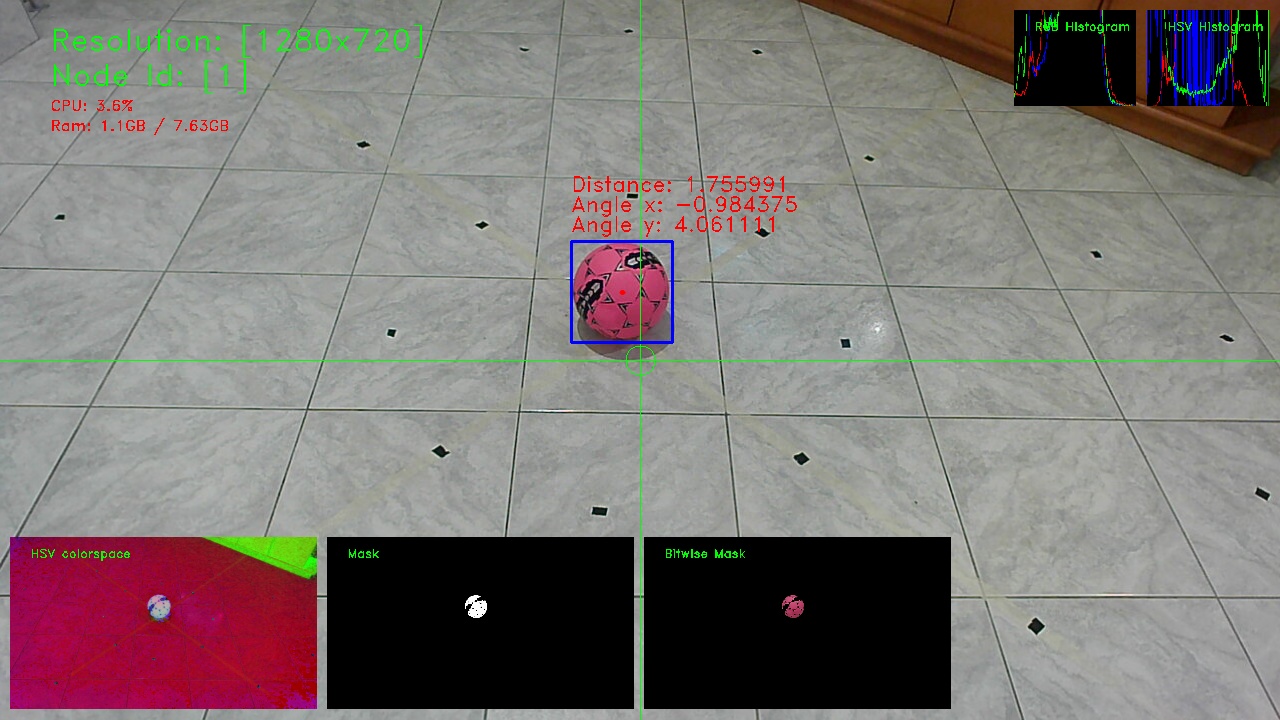 Resolution: [1280x720]
Node Id: [1]
CPU: 3.6%
Ram: 1.1GB / 7.63GB
RGB Histogram
HSV Histogram
Distance: 1.755991
Angle x: -0.984375
Angle y: 4.061111
HSV colorspace
Mask
Bitwise Mask